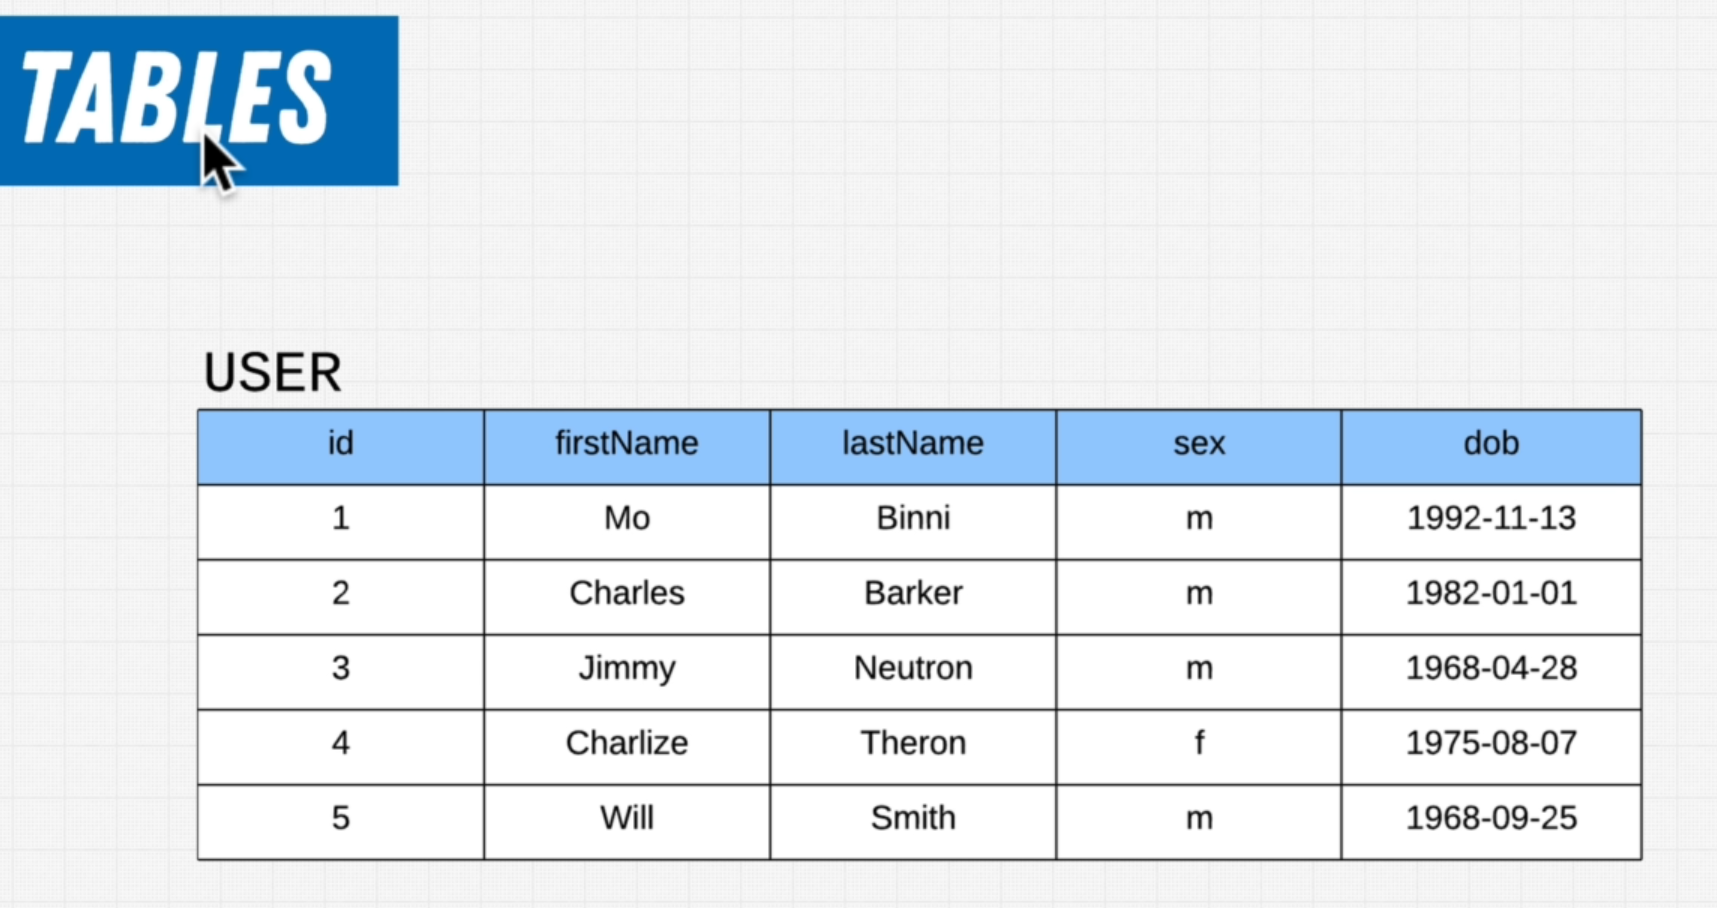 TABLES
USER
id firstName lastName sex dob
1 Mo Binni m 1992-11-13
2 Charles Barker m 1982-01-01
3 Jimmy Neutron m 1968-04-28
4 Charlize Theron f 1975-08-07
5 Will Smith m 1968-09-25